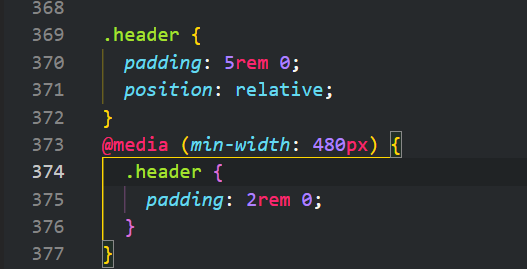 368
369 .header {
370 padding: 5rem 0;
371 position: relative;
372 }
373 @media (min-width: 480px) {
374 .header {
375 padding: 2rem 0;
376 }
377 }